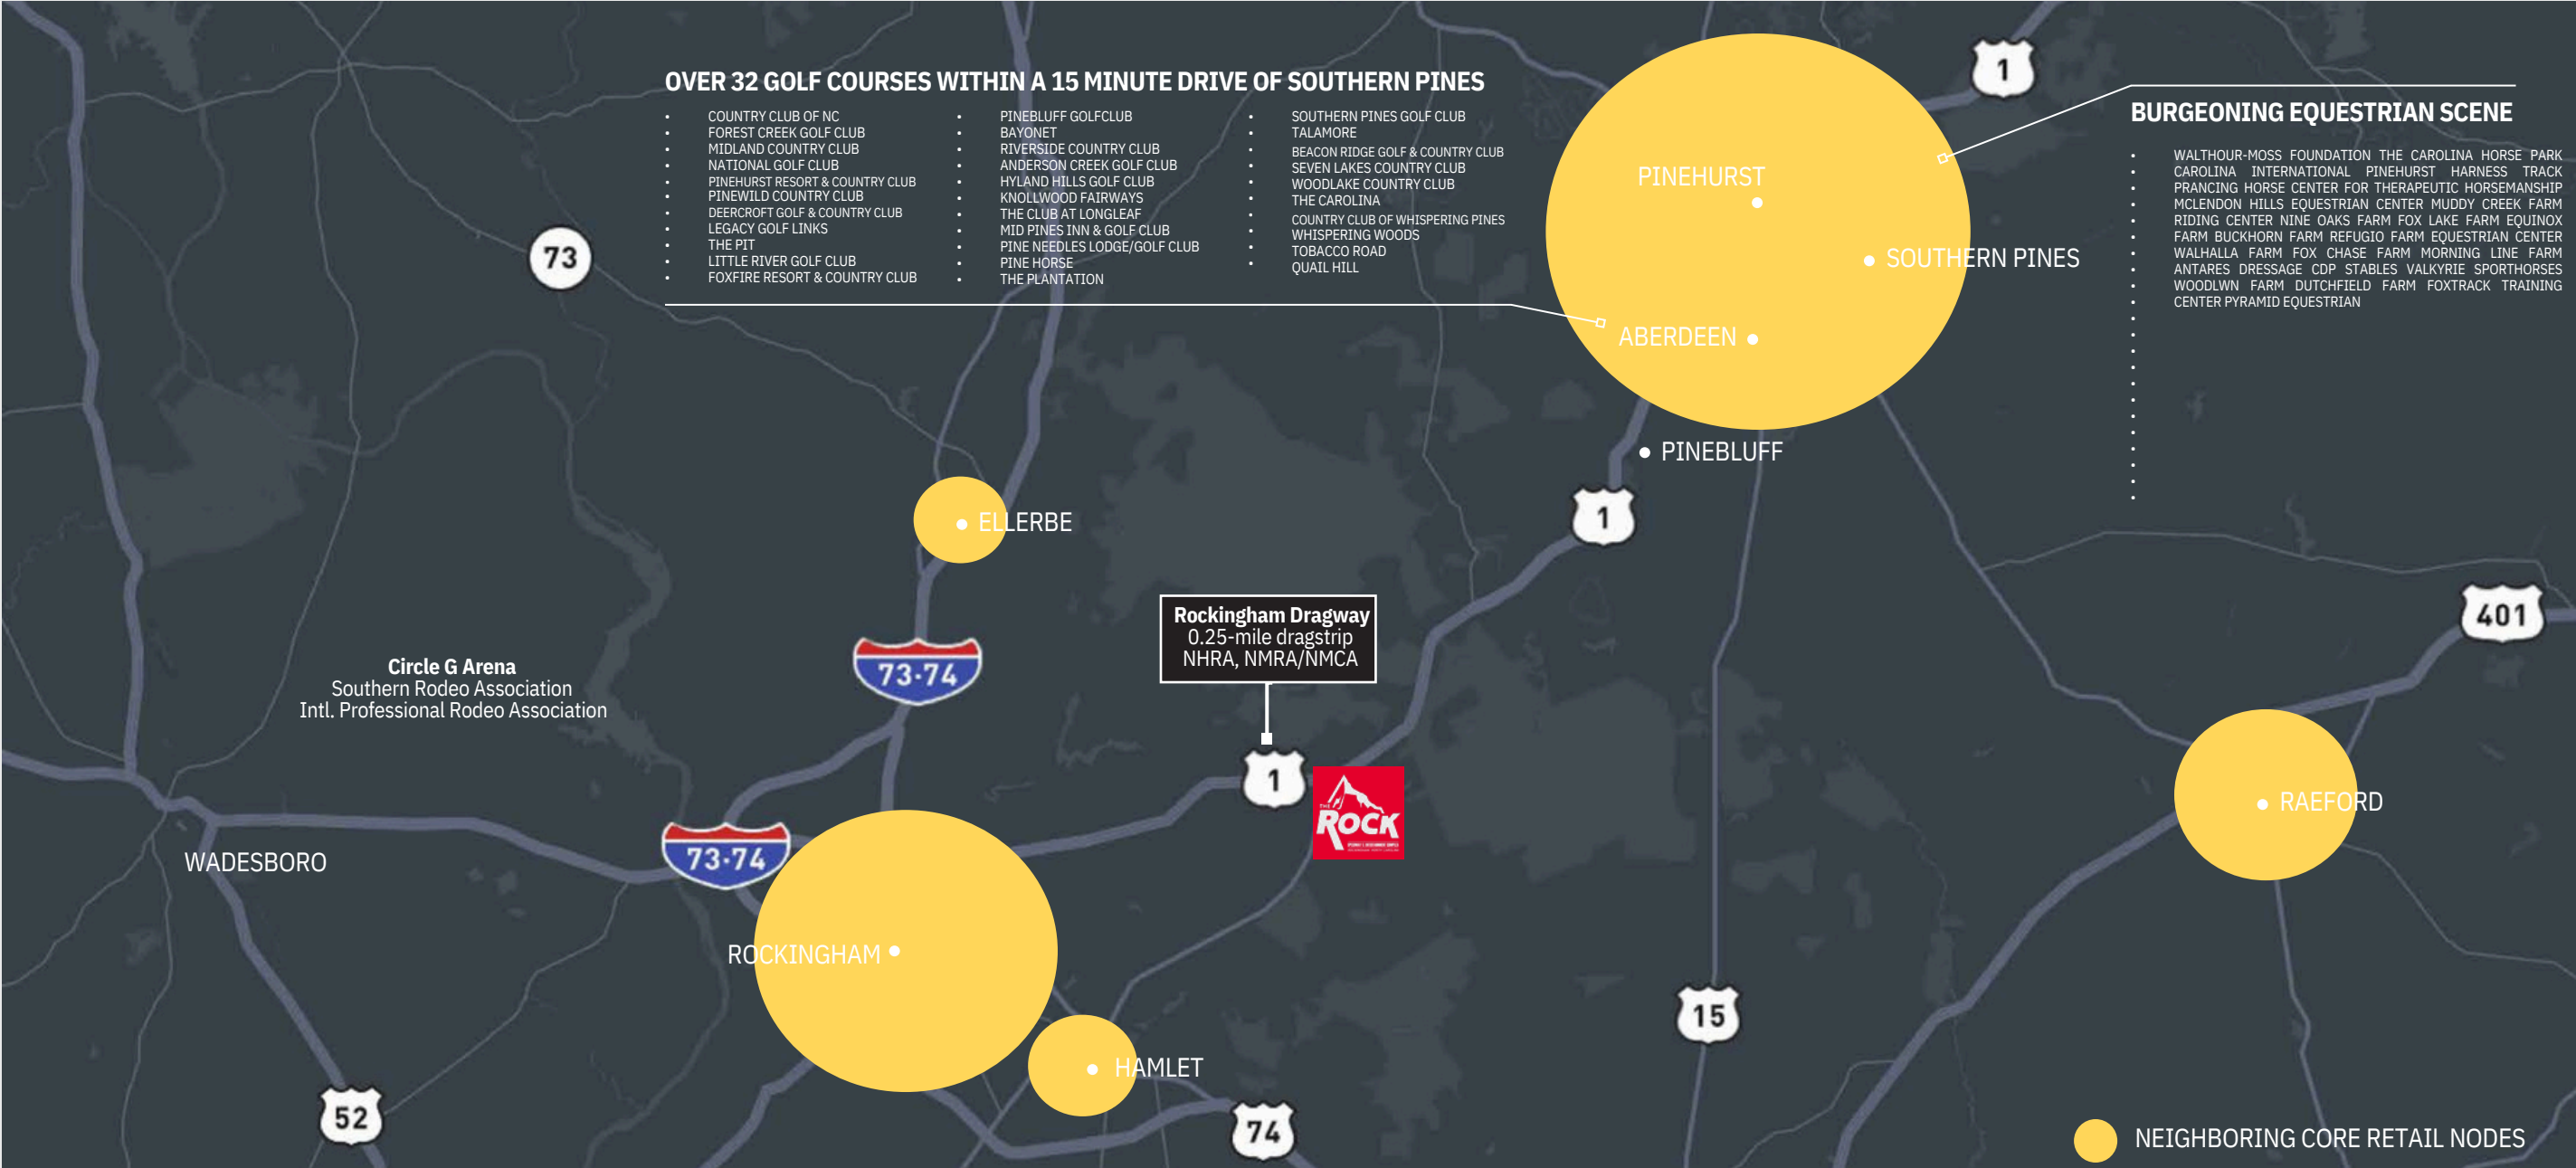 OVER 32 GOLF COURSES WITHIN A 15 MINUTE DRIVE OF SOUTHERN PINES
• COUNTRY CLUB OF NC
• FOREST CREEK GOLF CLUB
• MIDLAND COUNTRY CLUB
• NATIONAL GOLF CLUB
• PINEHURST RESORT & COUNTRY CLUB
• PINEWILD COUNTRY CLUB
• DEERCROFT GOLF & COUNTRY CLUB
• LEGACY GOLF LINKS
• THE PIT
• LITTLE RIVER GOLF CLUB
• FOXFIRE RESORT & COUNTRY CLUB
• PINEBLUFF GOLFCLUB
• BAYONET
• RIVERSIDE COUNTRY CLUB
• ANDERSON CREEK GOLF CLUB
• HYLAND HILLS GOLF CLUB
• KNOLLWOOD FAIRWAYS
• THE CLUB AT LONGLEAF
• MID PINES INN & GOLF CLUB
• PINE NEEDLES LODGE/GOLF CLUB
• PINE HORSE
• THE PLANTATION
• SOUTHERN PINES GOLF CLUB
• TALAMORE
• BEACON RIDGE GOLF & COUNTRY CLUB
• SEVEN LAKES COUNTRY CLUB
• WOODLAKE COUNTRY CLUB
• THE CAROLINA
• COUNTRY CLUB OF WHISPERING PINES
• WHISPERING WOODS
• TOBACCO ROAD
• QUAIL HILL
1
BURGEONING EQUESTRIAN SCENE
• WALTHOUR-MOSS FOUNDATION THE CAROLINA HORSE PARK
• CAROLINA INTERNATIONAL PINEHURST HARNESS TRACK
• PRANCING HORSE CENTER FOR THERAPEUTIC HORSEMANSHIP
• MCLENDON HILLS EQUESTRIAN CENTER MUDDY CREEK FARM
• RIDING CENTER NINE OAKS FARM FOX LAKE FARM EQUINOX
• FARM BUCKHORN FARM REFUGIO FARM EQUESTRIAN CENTER
• WALHALLA FARM FOX CHASE FARM MORNING LINE FARM
• ANTARES DRESSAGE CDP STABLES VALKYRIE SPORTHORSES
• WOODLWN FARM DUTCHFIELD FARM FOXTRACK TRAINING
• CENTER PYRAMID EQUESTRIAN
PINEHURST
73
SOUTHERN PINES
ABERDEEN
PINEBLUFF
1
ELLERBE
Rockingham Dragway
0.25-mile dragstrip
NHRA, NMRA/NMCA
401
Circle G Arena
Southern Rodeo Association
Intl. Professional Rodeo Association
73·74
1
THE
ROCK
RAEFORD
73·74
WADESBORO
ROCKINGHAM
15
HAMLET
52
74
NEIGHBORING CORE RETAIL NODES